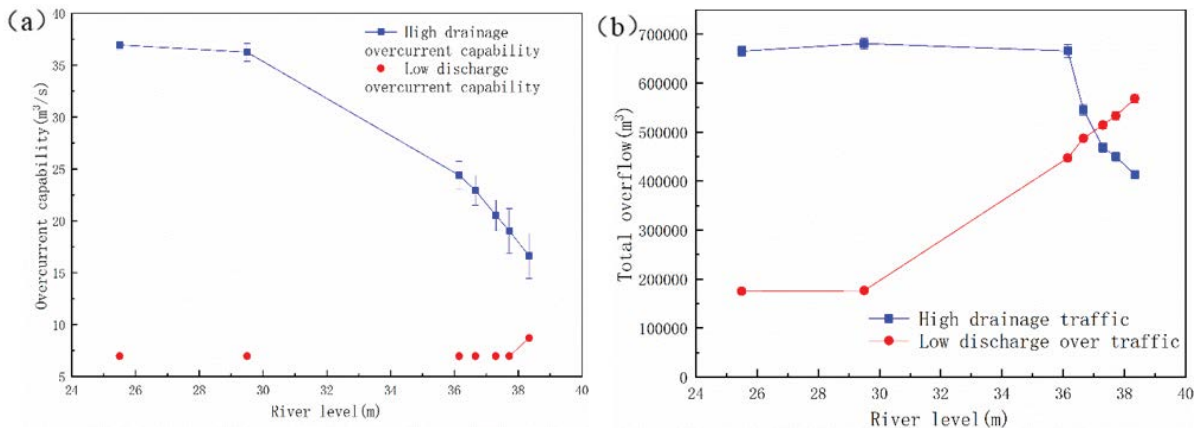 (a)
40
35
30
25
20
15
10
5
Overcurrent capability(m³/s)
High drainage
overcurrent capability
Low discharge
overcurrent capability
24
26
28
30
32
34
36
38
40
River level(m)
(b)
700000
600000
500000
400000
300000
200000
100000
0
Total overflow(m³)
High drainage traffic
Low discharge over traffic
24
26
28
30
32
34
36
38
40
River level(m)